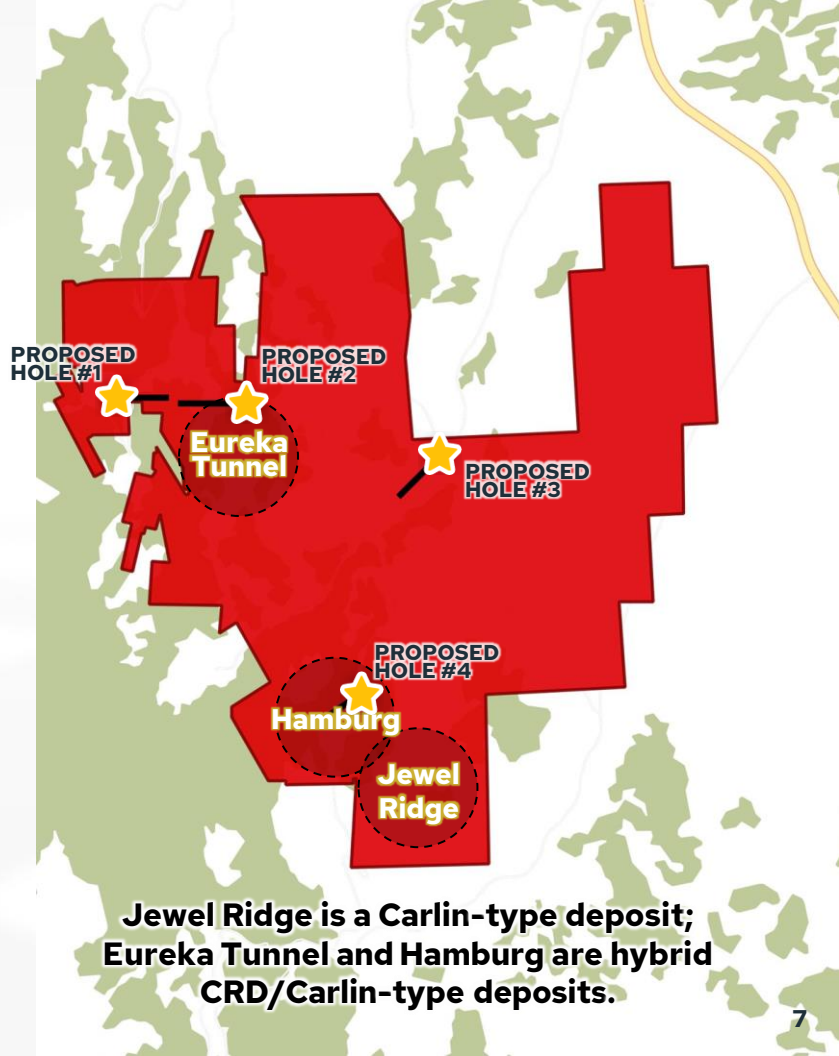 PROPOSED
HOLE #1
PROPOSED
HOLE #2
Eureka
Tunnel
PROPOSED
HOLE #3
PROPOSED
HOLE #4
Hamburg
Jewel
Ridge
Jewel Ridge is a Carlin-type deposit;
Eureka Tunnel and Hamburg are hybrid
CRD/Carlin-type deposits.
7